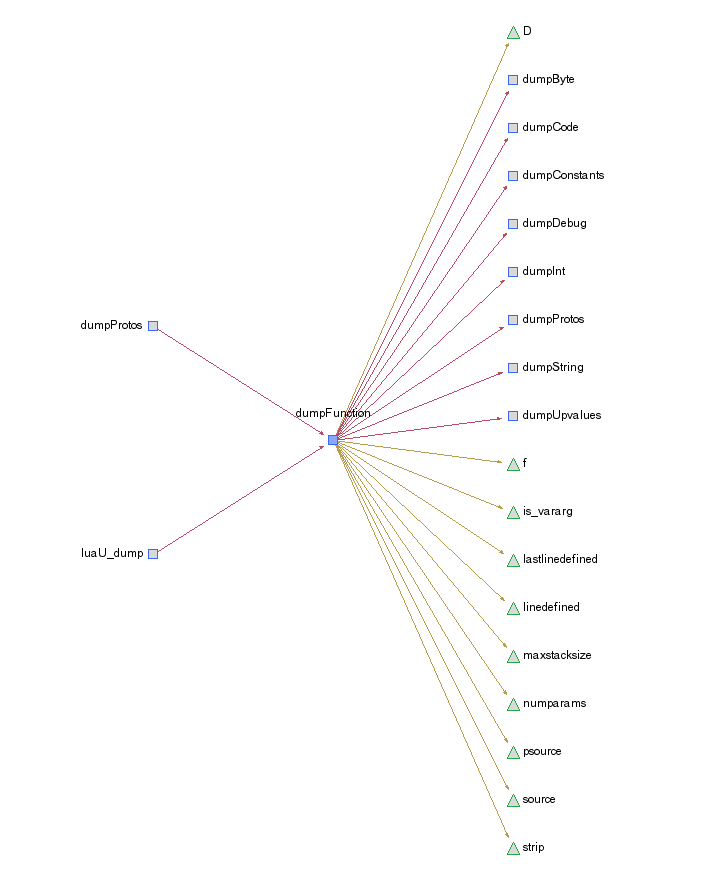 D
dumpByte
dumpCode
dumpConstants
dumpDebug
dumpInt
dumpProtos
dumpProtos
dumpString
dumpFunction
dumpUpvalues
f
is_vararg
luaU_dump
lastlinedefined
linedefined
maxstacksize
numparams
psource
source
strip